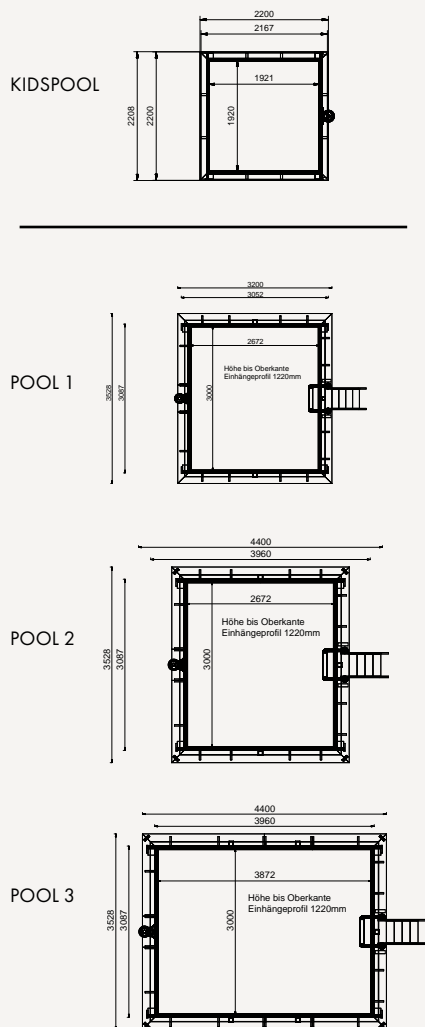 2200
2167
KIDSPOOL
2208
2200
1921
1920
3200
3052
POOL 1
3528
3087
2672
Höhe bis Oberkante
Einhängeprofil 1220mm
3000
4400
3960
POOL 2
3528
3087
2672
Höhe bis Oberkante
Einhängeprofil 1220mm
3000
4400
3960
POOL 3
3528
3087
3872
Höhe bis Oberkante
Einhängeprofil 1220mm
3000